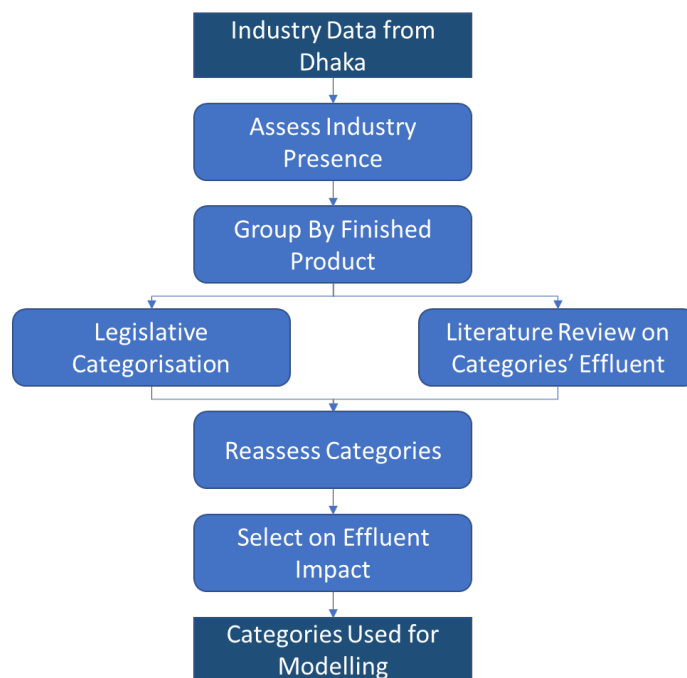 Industry Data from
Dhaka
Assess Industry
Presence
Group By Finished
Product
Legislative
Categorisation
Literature Review on
Categories’ Effluent
Reassess Categories
Select on Effluent
Impact
Categories Used for
Modelling